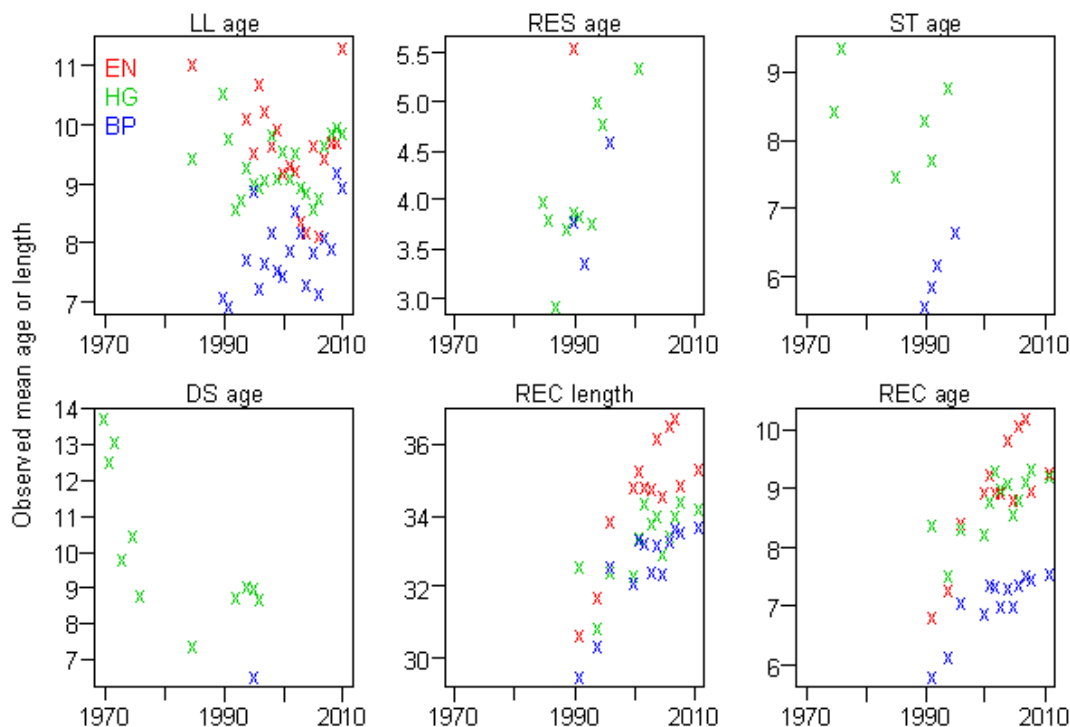 LL age
RES age
ST age
EN
HG
BP
11
10
9
8
7
5.5
5.0
4.5
4.0
3.5
3.0
9
8
7
6
1970 1990 2010
1970 1990 2010
1970 1990 2010
Observed mean age or length
DS age
REC length
REC age
14
13
12
11
10
9
8
7
36
34
32
30
10
9
8
7
6
1970 1990 2010
1970 1990 2010
1970 1990 2010